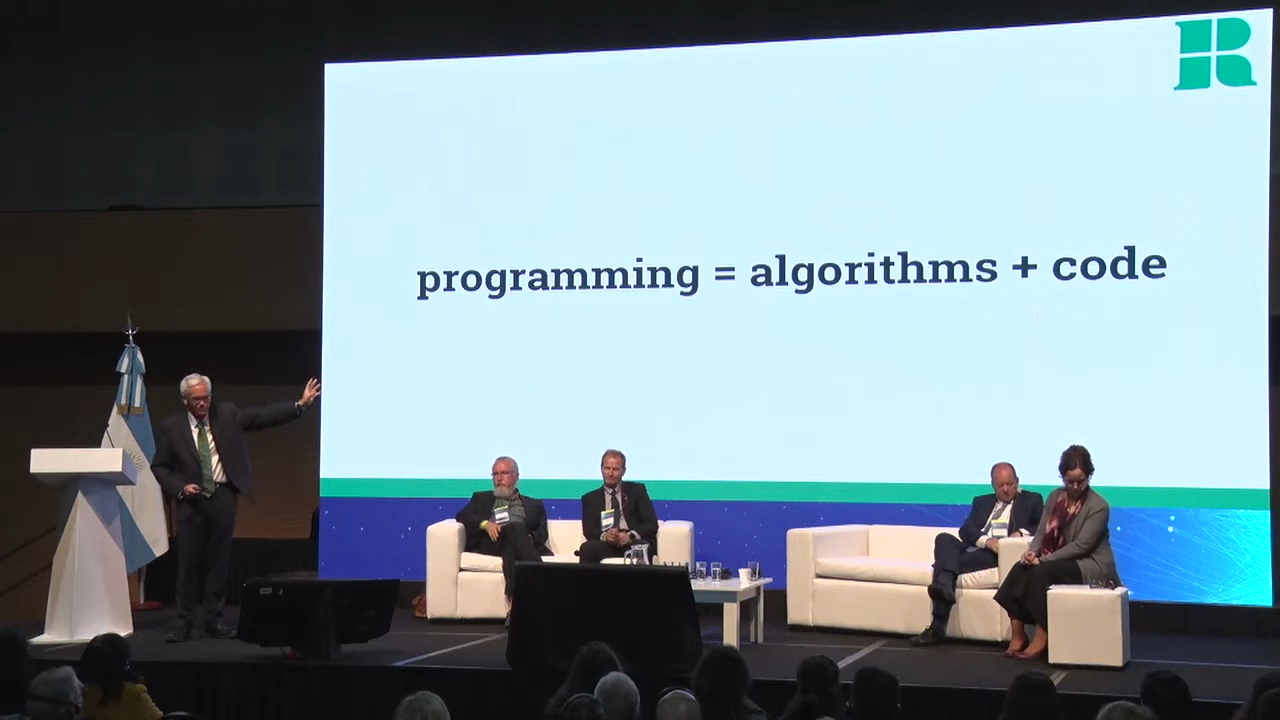 R
programming = algorithms + code